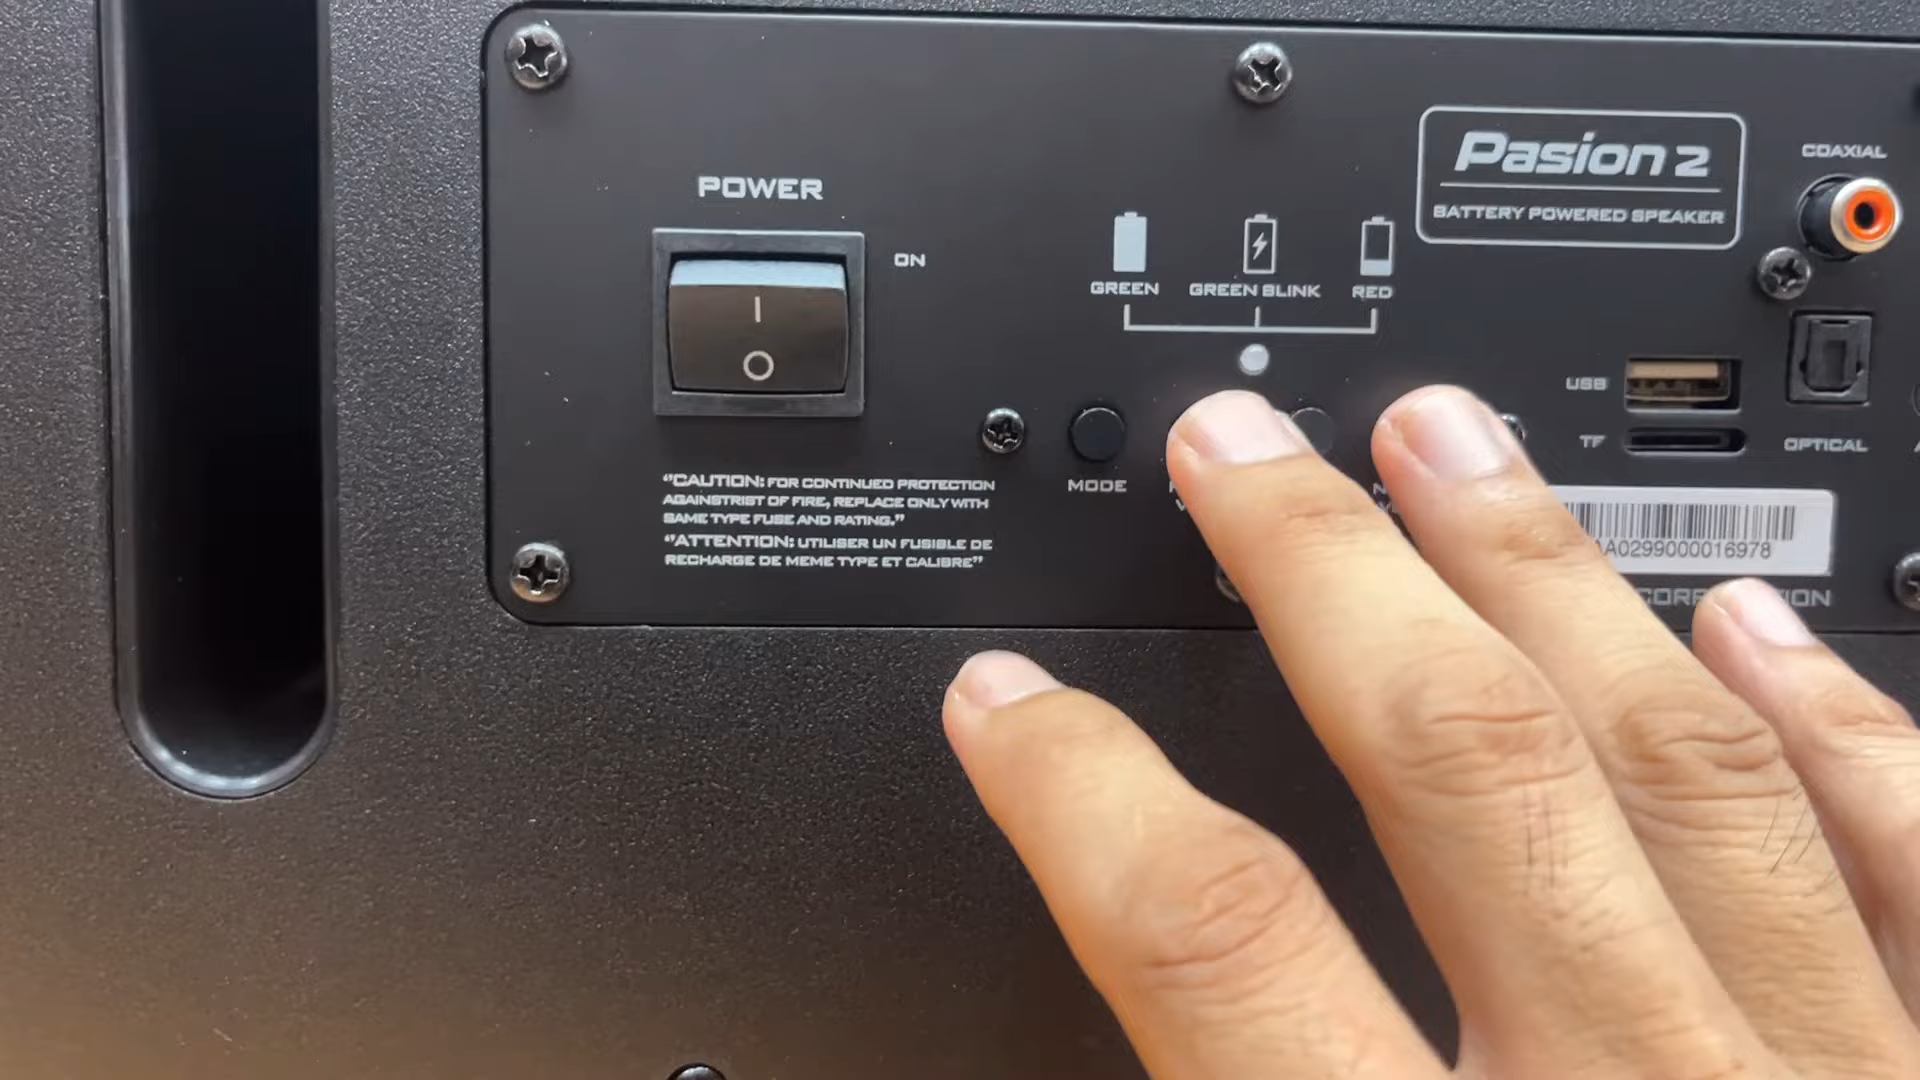 POWER
ON
GREEN
GREEN BLINK
RED
Pasion 2
BATTERY POWERED SPEAKER
COAXIAL
USB
TF
OPTICAL
MODE
"CAUTION: FOR CONTINUED PROTECTION
AGAINSTRIST OF FIRE, REPLACE ONLY WITH
SAME TYPE FUSE AND RATING."
"ATTENTION: UTILISER UN FUSIBLE DE
RECHARGE DE MEME TYPE ET CALIBRE"
AA0299000016978